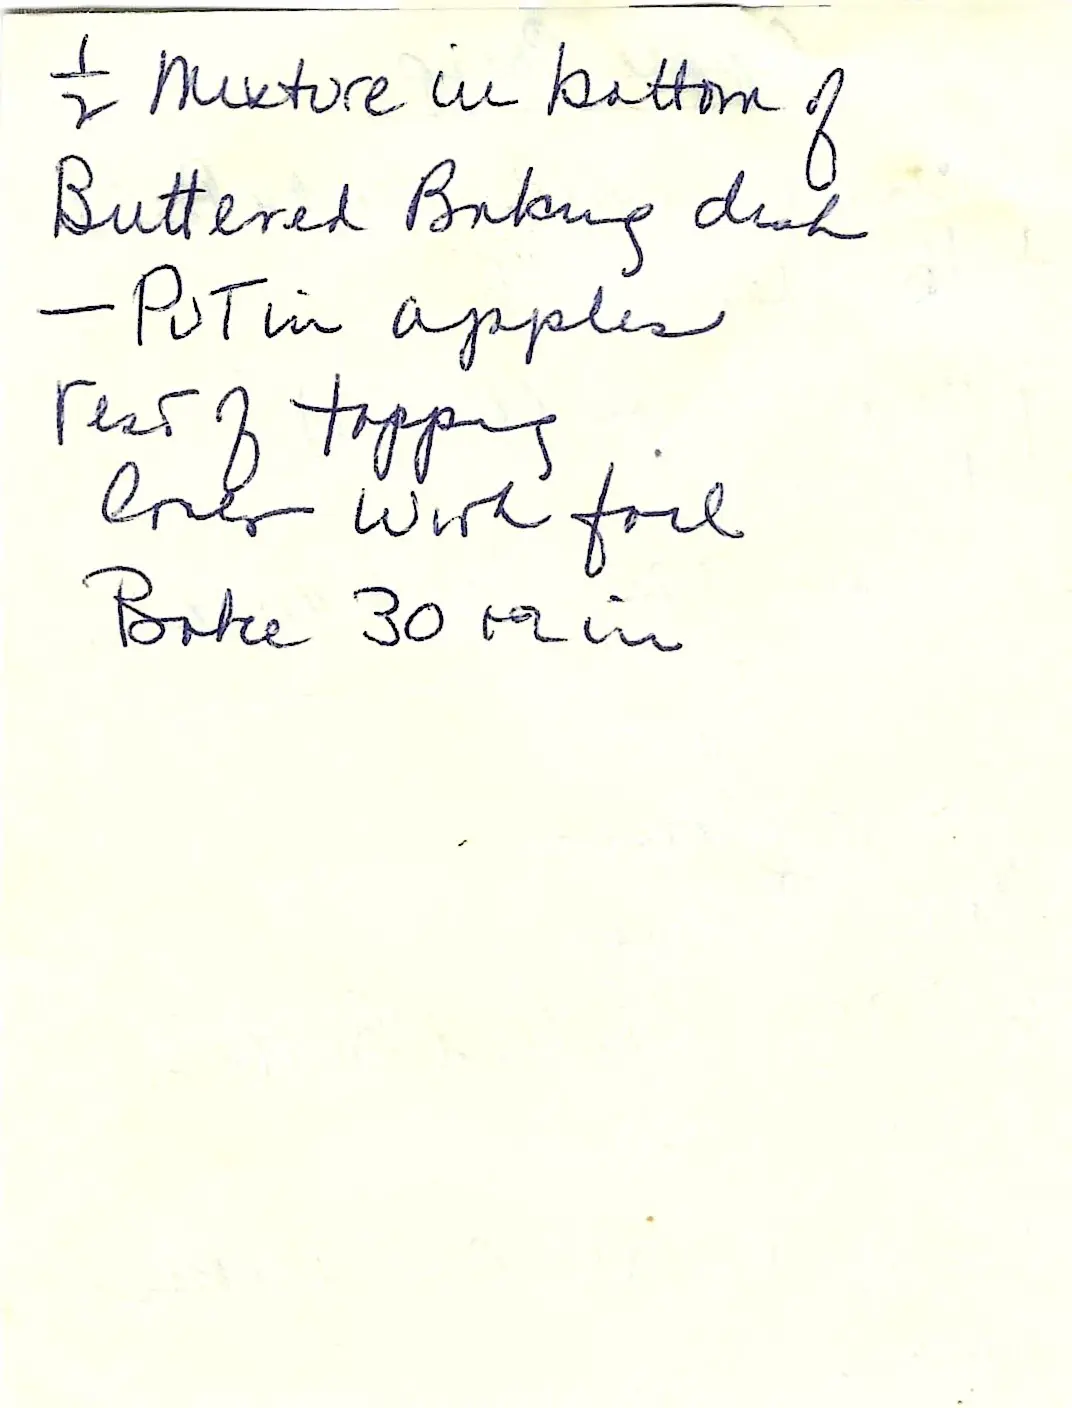 ½ Mixture in bottom of
Buttered Baking dish
— PUT in apples
rest of topping
Cover with foil
Bake 30 min